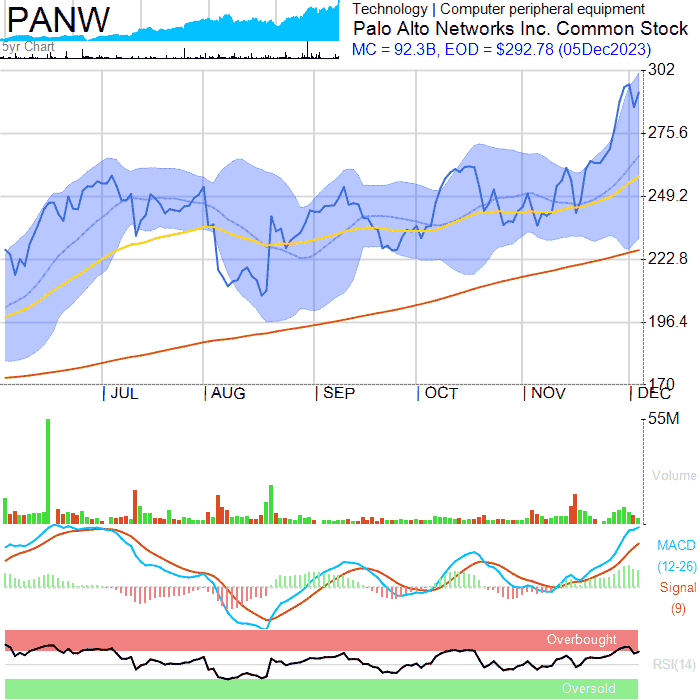 PANW
5yr Chart
Technology | Computer peripheral equipment
Palo Alto Networks Inc. Common Stock
MC = 92.3B, EOD = $292.78 (05Dec2023)
302
275.6
249.2
222.8
196.4
170
JUL AUG SEP OCT NOV DEC
55M
Volume
MACD
(12-26)
Signal
(9)
Overbought
RSI(14)
Oversold